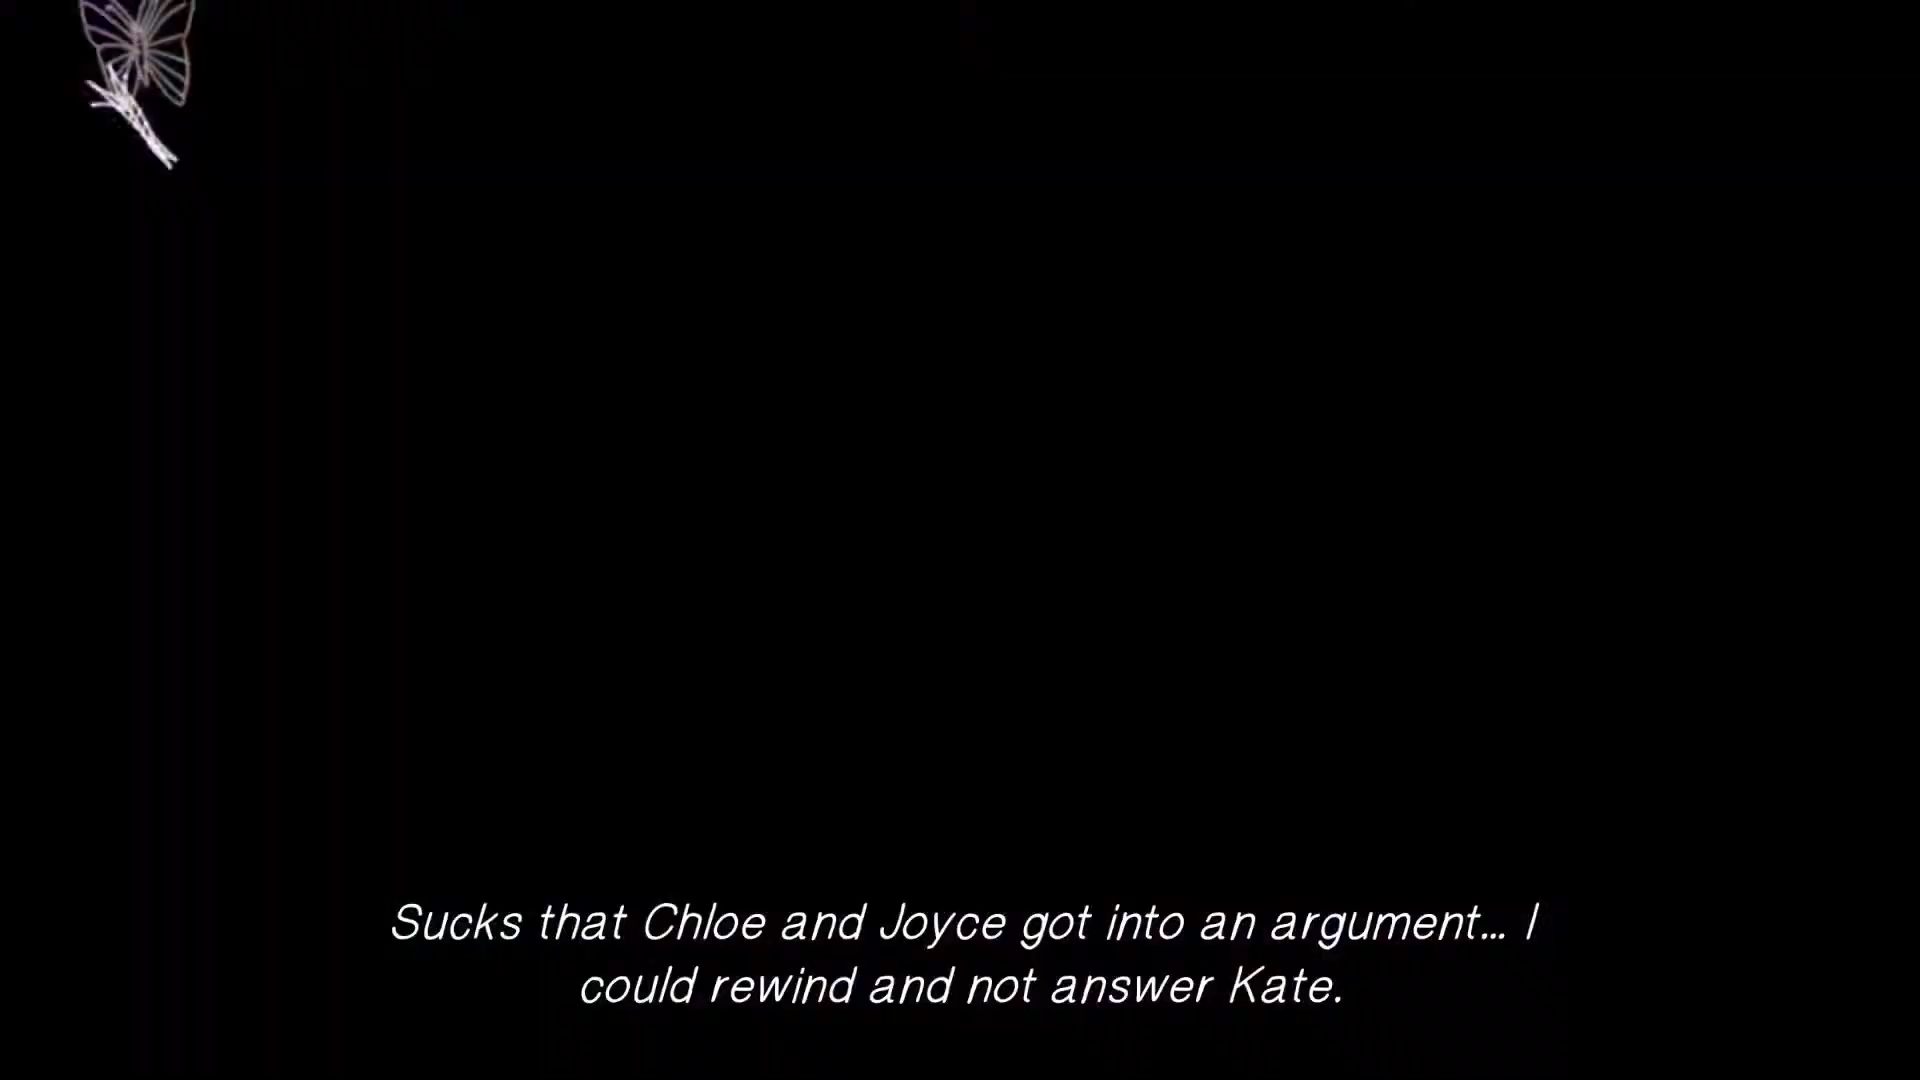 Sucks that Chloe and Joyce got into an argument... I
could rewind and not answer Kate.